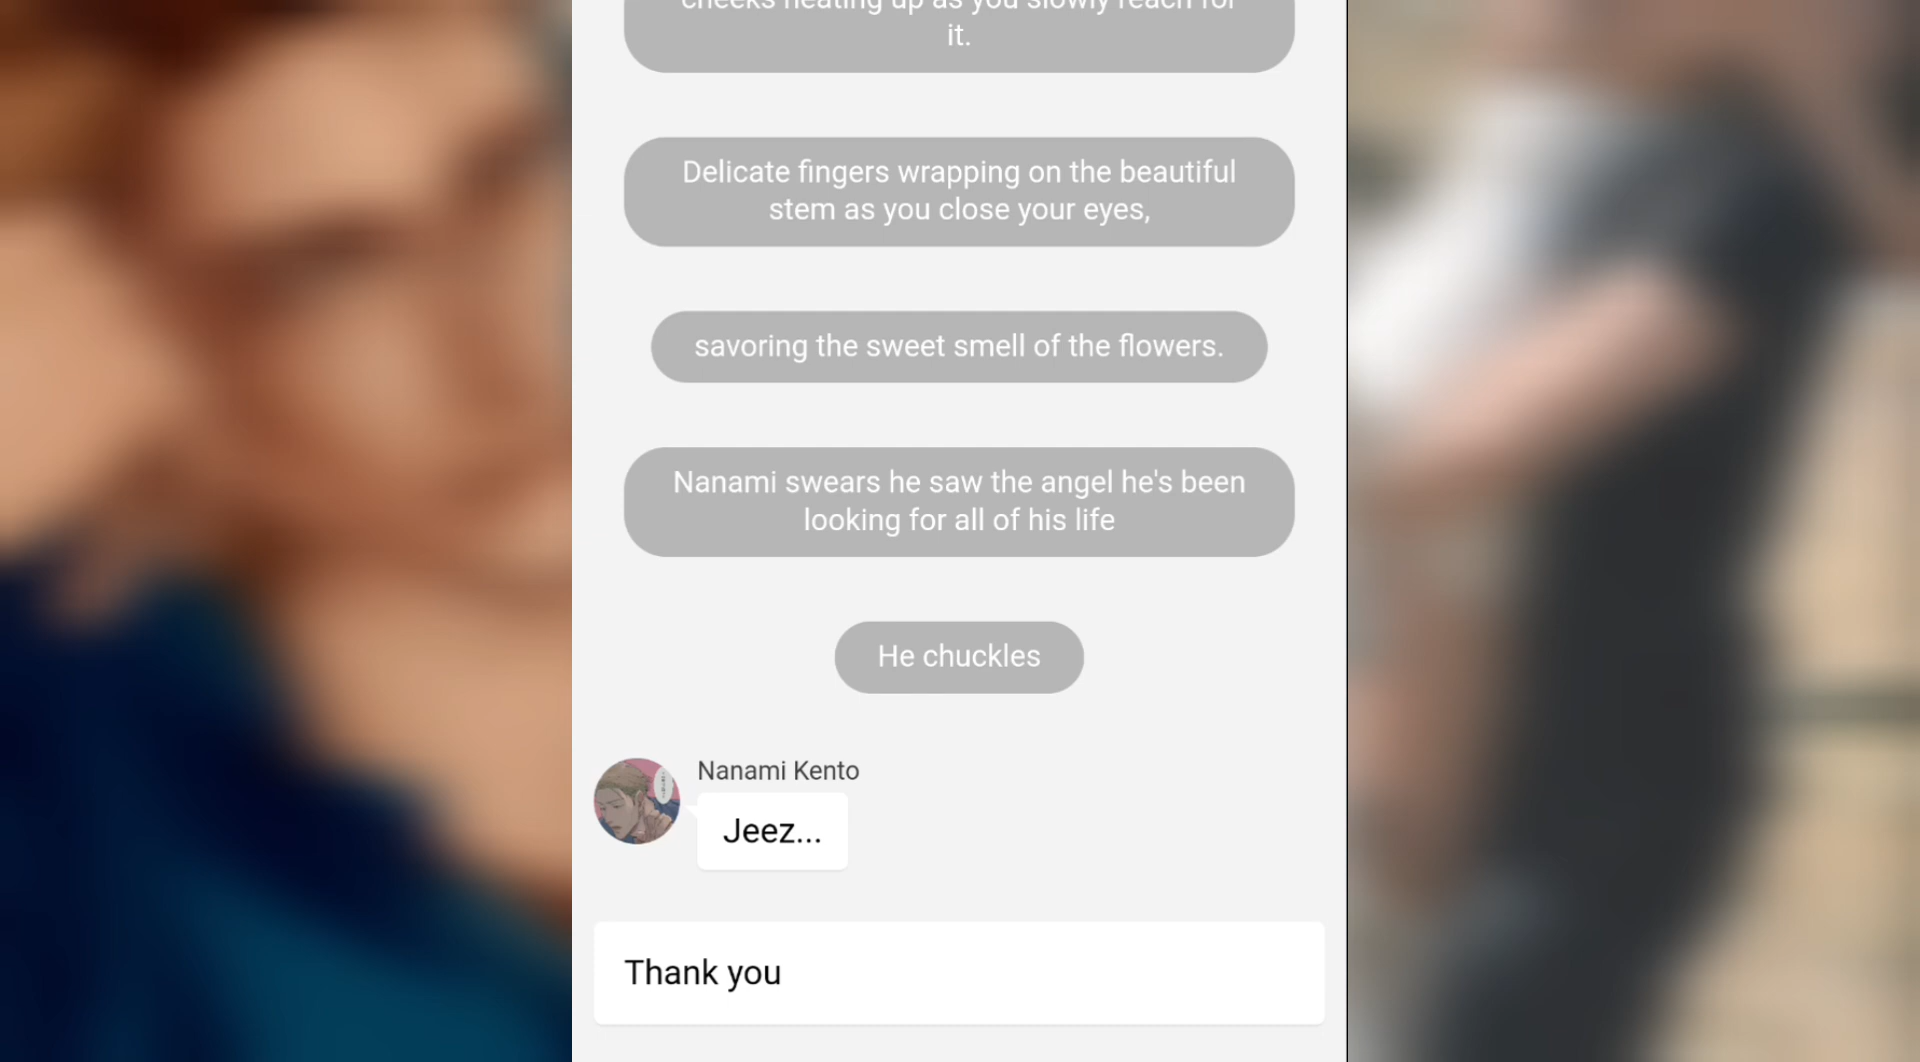 cheeks heating up as you slowly reach for
it.
Delicate fingers wrapping on the beautiful
stem as you close your eyes,
savoring the sweet smell of the flowers.
Nanami swears he saw the angel he's been
looking for all of his life
He chuckles
Nanami Kento
Jeez...
Thank you